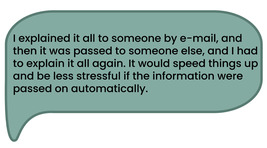 I explained it all to someone by e-mail, and
then it was passed to someone else, and I had
to explain it all again. It would speed things up
and be less stressful if the information were
passed on automatically.